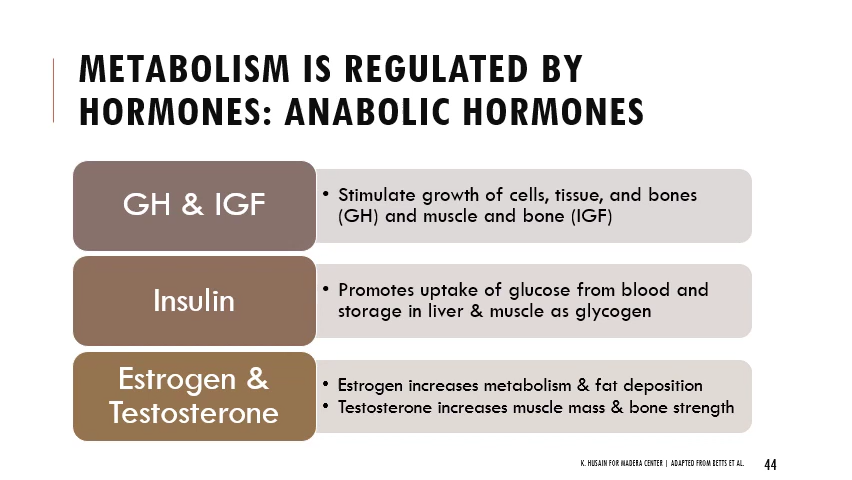 METABOLISM IS REGULATED BY
HORMONES: ANABOLIC HORMONES
GH & IGF
• Stimulate growth of cells, tissue, and bones
(GH) and muscle and bone (IGF)
Insulin
• Promotes uptake of glucose from blood and
storage in liver & muscle as glycogen
Estrogen &
Testosterone
• Estrogen increases metabolism & fat deposition
• Testosterone increases muscle mass & bone strength
K. HUSAIN FOR MADERA CENTER | ADAPTED FROM BETTS ET AL.
44